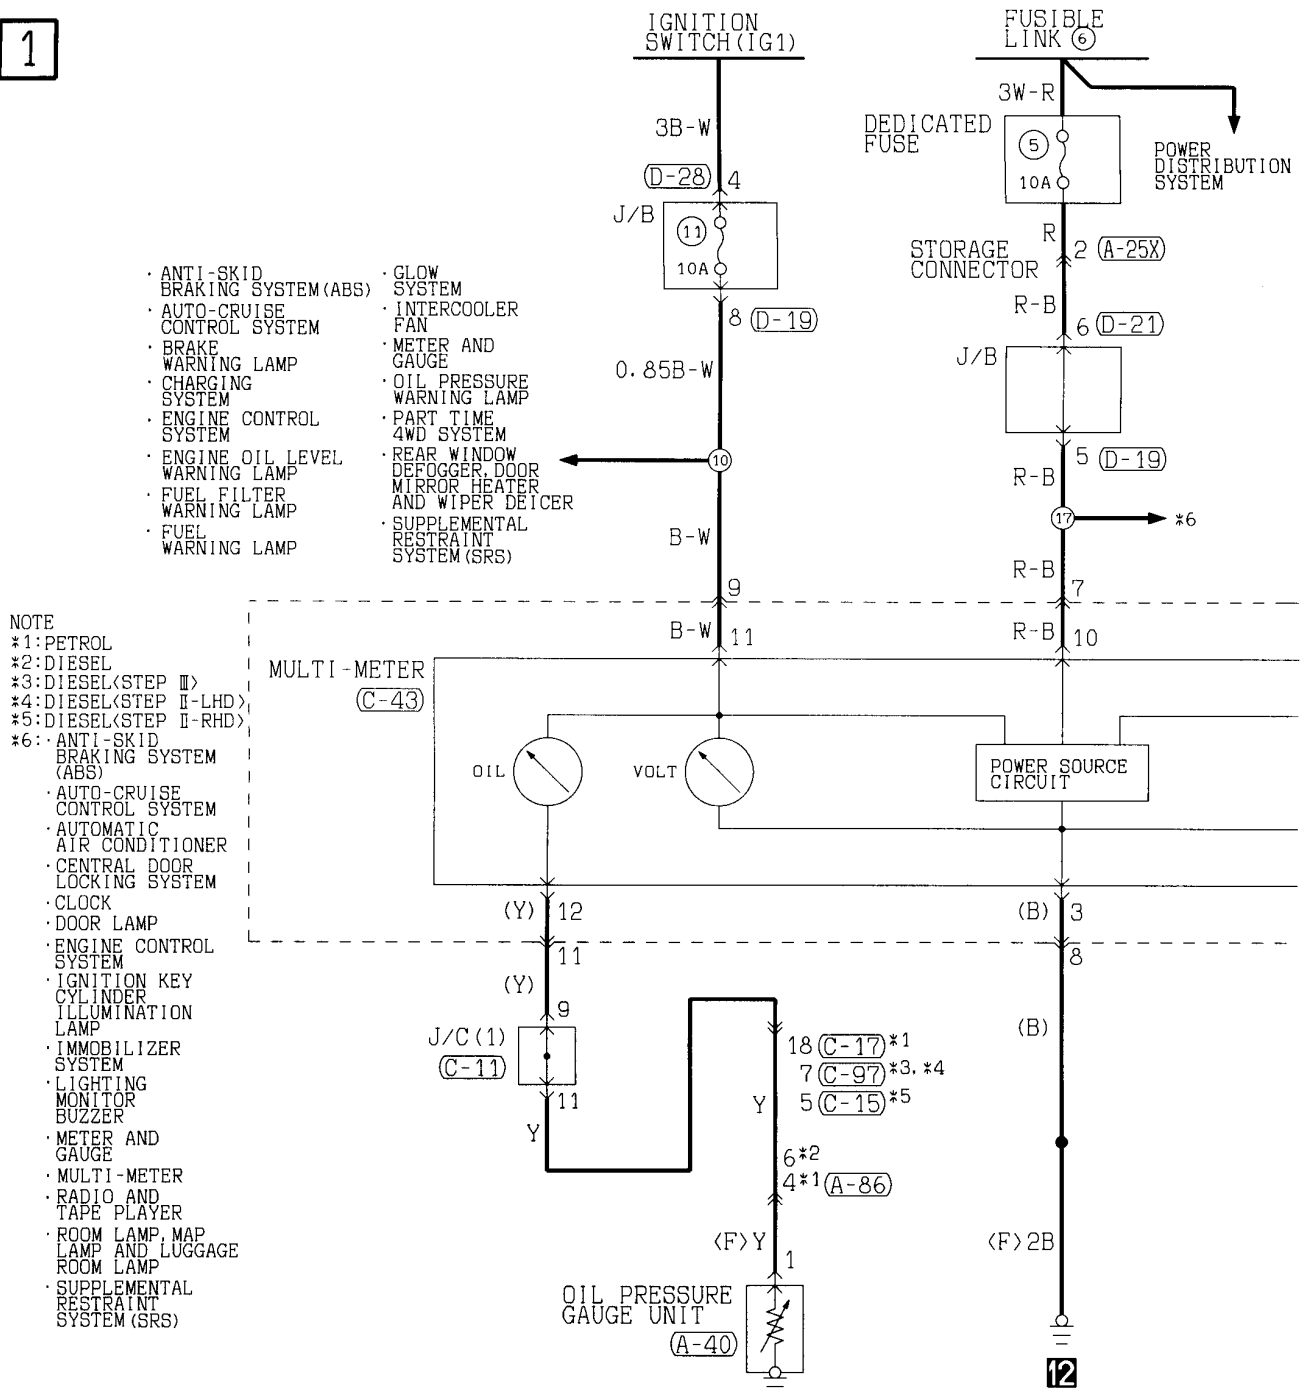 1
IGNITION
SWITCH(IG1)
FUSIBLE
LINK ⑥
3W-R
3B-W
DEDICATED
FUSE
⑤
10A
POWER
DISTRIBUTION
SYSTEM
D-28
4
J/B
⑪
10A
R
2 A-25X
STORAGE
CONNECTOR
R-B
8 D-19
6 D-21
J/B
0.85B-W
· ANTI-SKID
BRAKING SYSTEM(ABS)
· AUTO-CRUISE
CONTROL SYSTEM
· BRAKE
WARNING LAMP
· CHARGING
SYSTEM
· ENGINE CONTROL
SYSTEM
· ENGINE OIL LEVEL
WARNING LAMP
· FUEL FILTER
WARNING LAMP
· FUEL
WARNING LAMP
· GLOW
SYSTEM
· INTERCOOLER
FAN
· METER AND
GAUGE
· OIL PRESSURE
WARNING LAMP
· PART TIME
4WD SYSTEM
· REAR WINDOW
DEFOGGER,DOOR
MIRROR HEATER
AND WIPER DEICER
· SUPPLEMENTAL
RESTRAINT
SYSTEM(SRS)
⑩
5 D-19
R-B
⑰
*6
B-W
R-B
9
7
B-W
11
R-B
10
NOTE
*1:PETROL
*2:DIESEL
*3:DIESEL<STEP Ⅲ>
*4:DIESEL<STEP Ⅱ-LHD>
*5:DIESEL<STEP Ⅱ-RHD>
*6:· ANTI-SKID
BRAKING SYSTEM
(ABS)
· AUTO-CRUISE
CONTROL SYSTEM
· AUTOMATIC
AIR CONDITIONER
· CENTRAL DOOR
LOCKING SYSTEM
· CLOCK
· DOOR LAMP
· ENGINE CONTROL
SYSTEM
· IGNITION KEY
CYLINDER
ILLUMINATION
LAMP
· IMMOBILIZER
SYSTEM
· LIGHTING
MONITOR
BUZZER
· METER AND
GAUGE
· MULTI-METER
· RADIO AND
TAPE PLAYER
· ROOM LAMP,MAP
LAMP AND LUGGAGE
ROOM LAMP
· SUPPLEMENTAL
RESTRAINT
SYSTEM(SRS)
MULTI-METER
C-43
OIL
VOLT
POWER SOURCE
CIRCUIT
(Y)
12
(B)
3
11
8
(Y)
9
(B)
J/C(1)
C-11
11
Y
18 C-17 *1
7 C-97 *3,*4
5 C-15 *5
Y
6*2
4*1 A-86
<F>Y
1
<F>2B
OIL PRESSURE
GAUGE UNIT
A-40
12